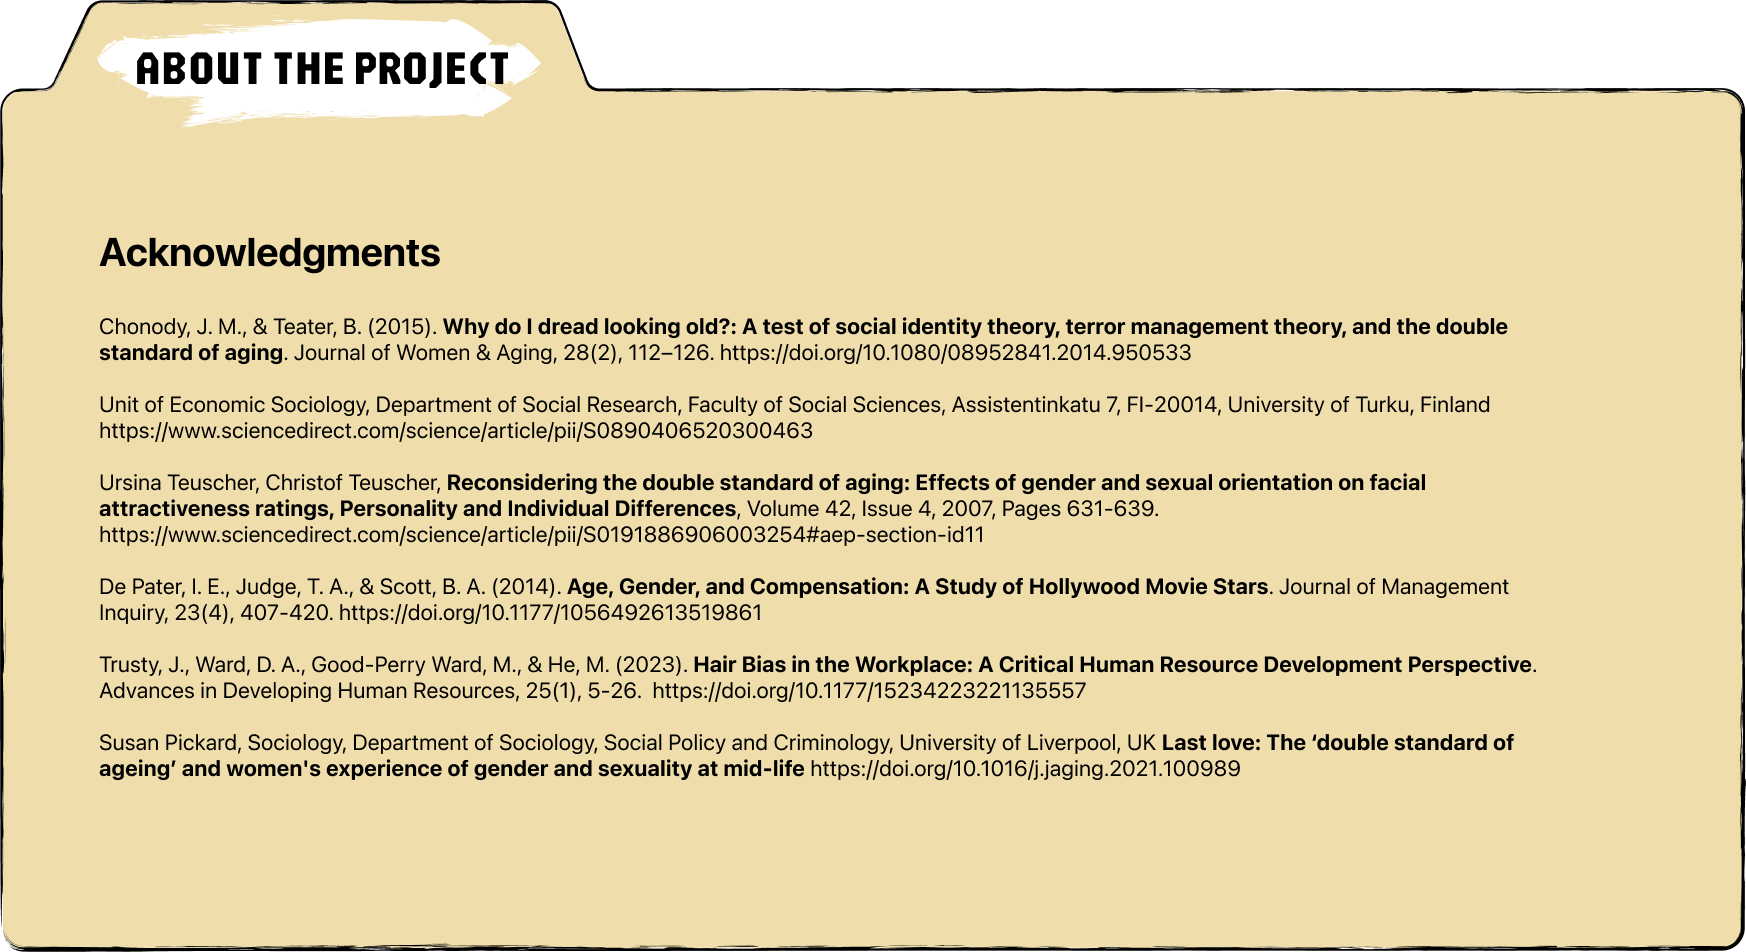 ABOUT THE PROJECT
Acknowledgments
Chonody, J. M., & Teater, B. (2015). Why do I dread looking old?: A test of social identity theory, terror management theory, and the double
standard of aging. Journal of Women & Aging, 28(2), 112–126. https://doi.org/10.1080/08952841.2014.950533
Unit of Economic Sociology, Department of Social Research, Faculty of Social Sciences, Assistentinkatu 7, FI-20014, University of Turku, Finland
https://www.sciencedirect.com/science/article/pii/S0890406520300463
Ursina Teuscher, Christof Teuscher, Reconsidering the double standard of aging: Effects of gender and sexual orientation on facial
attractiveness ratings, Personality and Individual Differences, Volume 42, Issue 4, 2007, Pages 631-639.
https://www.sciencedirect.com/science/article/pii/S0191886906003254#aep-section-id11
De Pater, I. E., Judge, T. A., & Scott, B. A. (2014). Age, Gender, and Compensation: A Study of Hollywood Movie Stars. Journal of Management
Inquiry, 23(4), 407-420. https://doi.org/10.1177/1056492613519861
Trusty, J., Ward, D. A., Good-Perry Ward, M., & He, M. (2023). Hair Bias in the Workplace: A Critical Human Resource Development Perspective.
Advances in Developing Human Resources, 25(1), 5-26.  https://doi.org/10.1177/15234223221135557
Susan Pickard, Sociology, Department of Sociology, Social Policy and Criminology, University of Liverpool, UK Last love: The ‘double standard of
ageing’ and women's experience of gender and sexuality at mid-life https://doi.org/10.1016/j.jaging.2021.100989